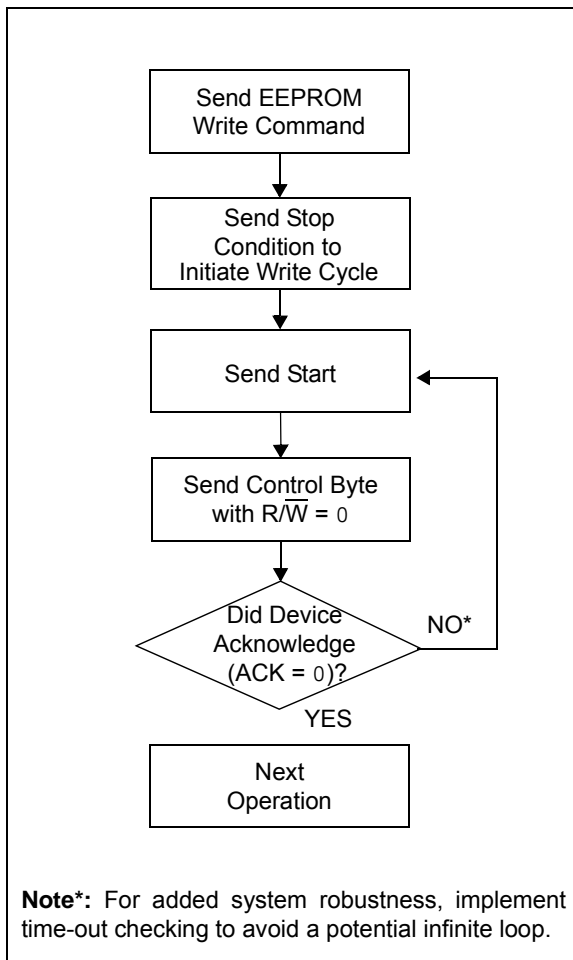 Send EEPROM
Write Command
Send Stop
Condition to
Initiate Write Cycle
Send Start
Send Control Byte
with R/W̅ = 0
Did Device
Acknowledge
(ACK = 0)?
NO*
YES
Next
Operation
Note*: For added system robustness, implement
time-out checking to avoid a potential infinite loop.